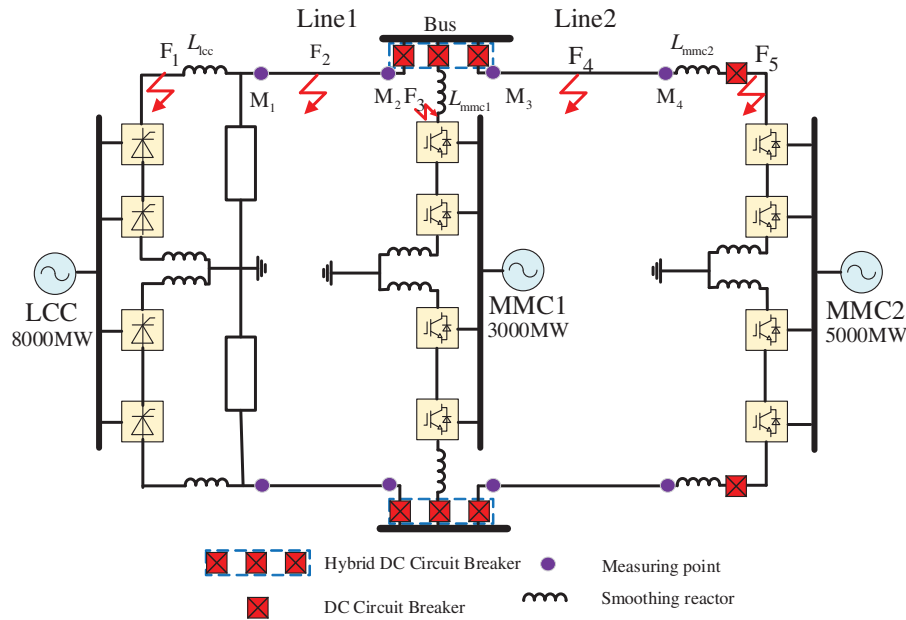 Line1
Bus
Line2
F1
Llcc
F2
F4
Lmmc2
F5
M1
M2
F3
Lmmc1
M3
M4
LCC
8000MW
MMC1
3000MW
MMC2
5000MW
Hybrid DC Circuit Breaker
Measuring point
DC Circuit Breaker
Smoothing reactor